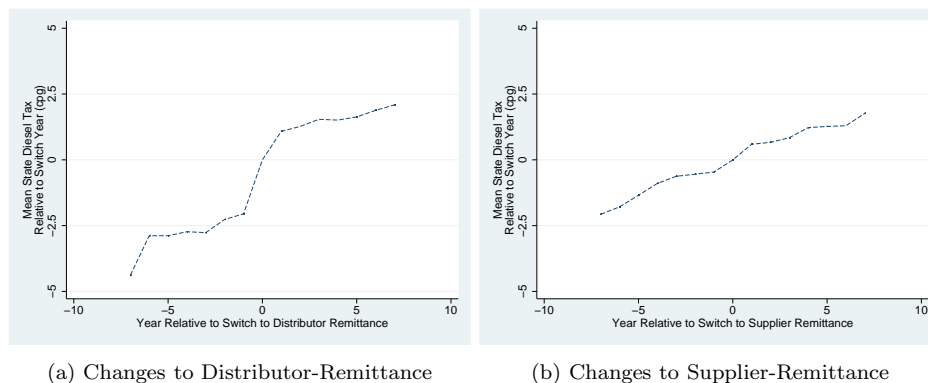 Mean State Diesel Tax
Relative to Switch Year (cpg)
5
2.5
0
−2.5
−5
−10
−5
0
5
10
Year Relative to Switch to Distributor Remittance
(a) Changes to Distributor-Remittance
Mean State Diesel Tax
Relative to Switch Year (cpg)
5
2.5
0
−2.5
−5
−10
−5
0
5
10
Year Relative to Switch to Supplier Remittance
(b) Changes to Supplier-Remittance